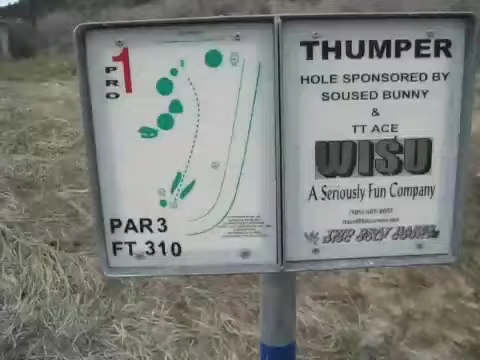 1
PRO
PAR 3
FT 310
THUMPER
HOLE SPONSORED BY
SOUSED BUNNY
&
TT ACE
WISU
A Seriously Fun Company